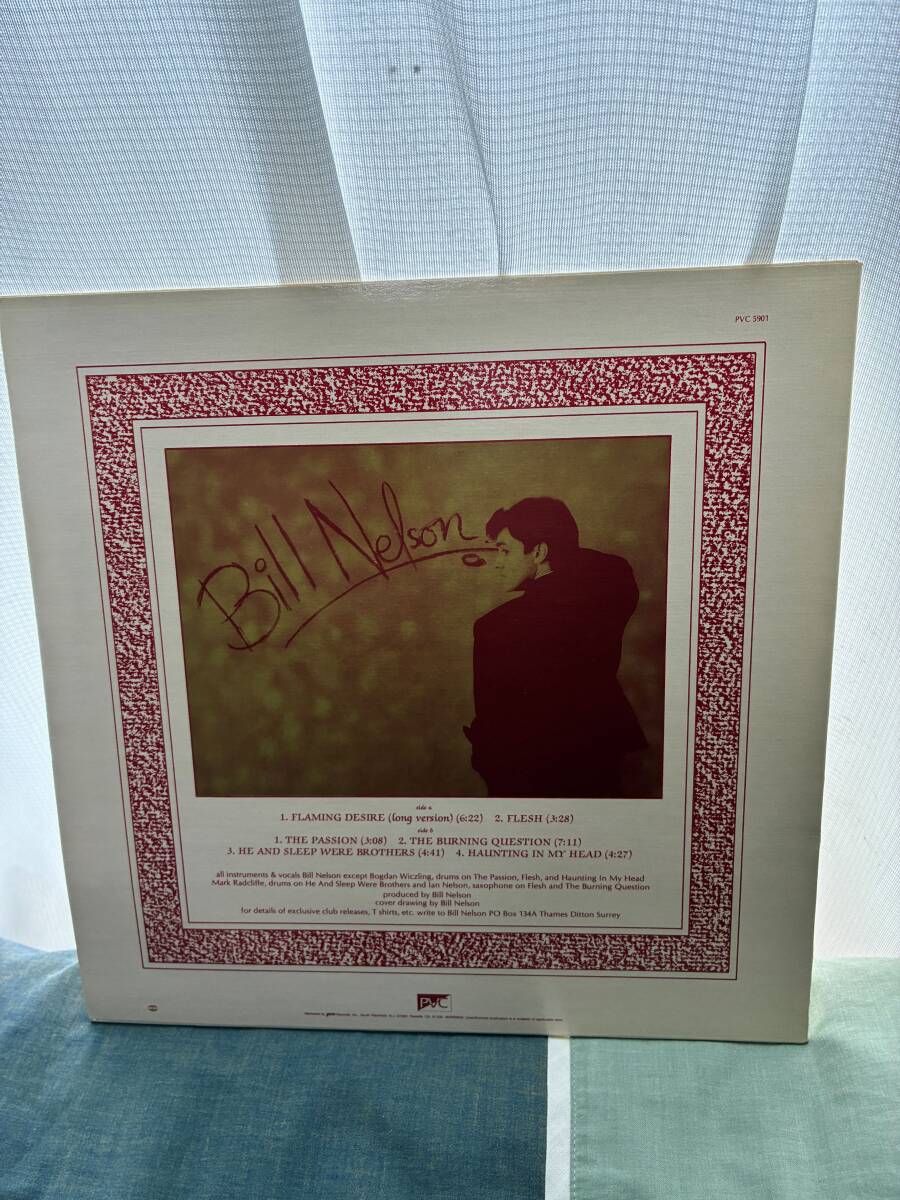 PVC 5901
Bill Nelson
side a
1. FLAMING DESIRE (long version) (6:22) 2. FLESH (3:28)
side b
1. THE PASSION (3:08) 2. THE BURNING QUESTION (7:11)
3. HE AND SLEEP WERE BROTHERS (4:41) 4. HAUNTING IN MY HEAD (4:27)
all instruments & vocals Bill Nelson except Bogdan Wiczling, drums on The Passion, Flesh, and Haunting In My Head
Mark Radcliffe, drums on He And Sleep Were Brothers and Ian Nelson, saxophone on Flesh and The Burning Question
produced by Bill Nelson
cover drawing by Bill Nelson
for details of exclusive club releases, T shirts, etc. write to Bill Nelson PO Box 134A Thames Ditton Surrey
PVC